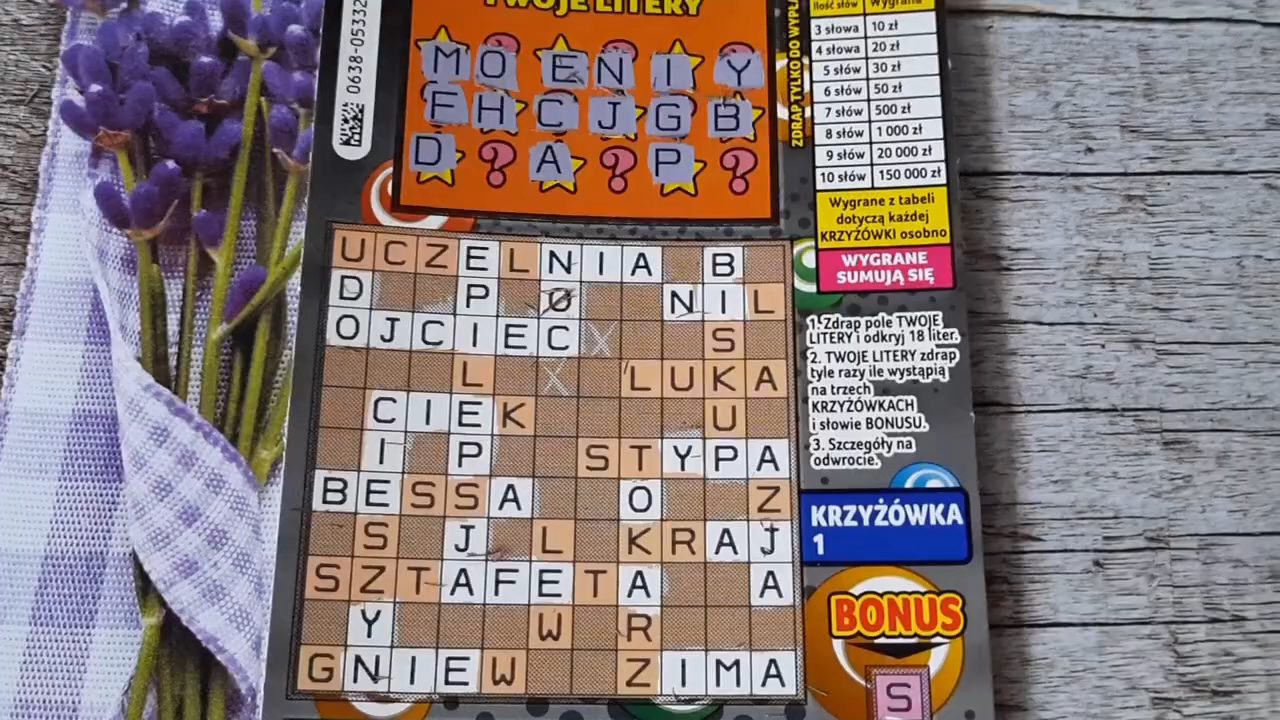 TWOJE LITERY
M O E N I Y
F H C J G B
D ? A ? P ?
0638-05332
ZDRAP TYLKO DO WYPŁA
Ilość słów Wygrana
3 słowa 10 zł
4 słowa 20 zł
5 słów 30 zł
6 słów 50 zł
7 słów 500 zł
8 słów 1 000 zł
9 słów 20 000 zł
10 słów 150 000 zł
Wygrane z tabeli
dotyczą każdej
KRZYŻÓWKI osobno
WYGRANE
SUMUJĄ SIĘ
1. Zdrap pole TWOJE
LITERY i odkryj 18 liter.
2. TWOJE LITERY zdrap
tyle razy ile wystąpią
na trzech
KRZYŻÓWKACH
i słowie BONUSU.
3. Szczegóły na
odwrocie.
KRZYŻÓWKA
1
BONUS
S
UCZELNIA B
D P O NIL
OJCIEC X S
L X LUKA
CIEK U
I P STYPA
BESSA O Z
S J L KRAJ
SZTAFETA A
Y W R
GNIEW ZIMA